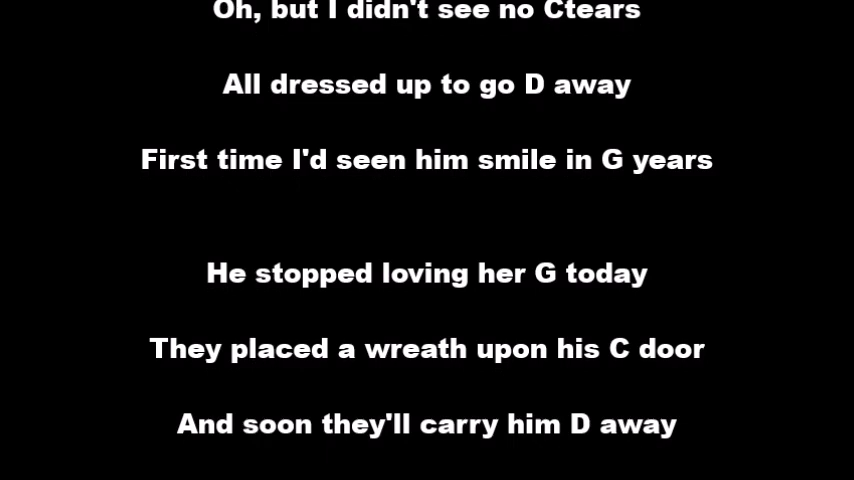 Oh, but I didn't see no Ctears
All dressed up to go D away
First time I'd seen him smile in G years
He stopped loving her G today
They placed a wreath upon his C door
And soon they'll carry him D away